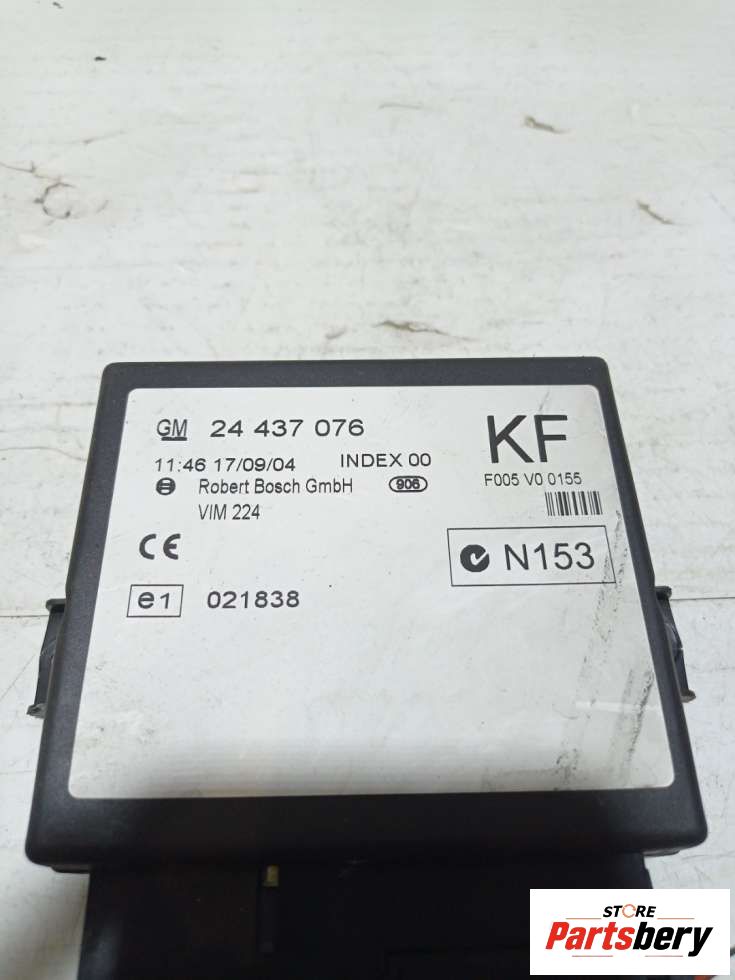 GM 24 437 076
KF
11:46 17/09/04 INDEX 00
F005 V0 0155
Robert Bosch GmbH 906
VIM 224
CE
N153
e1 021838
STORE
Partsbery